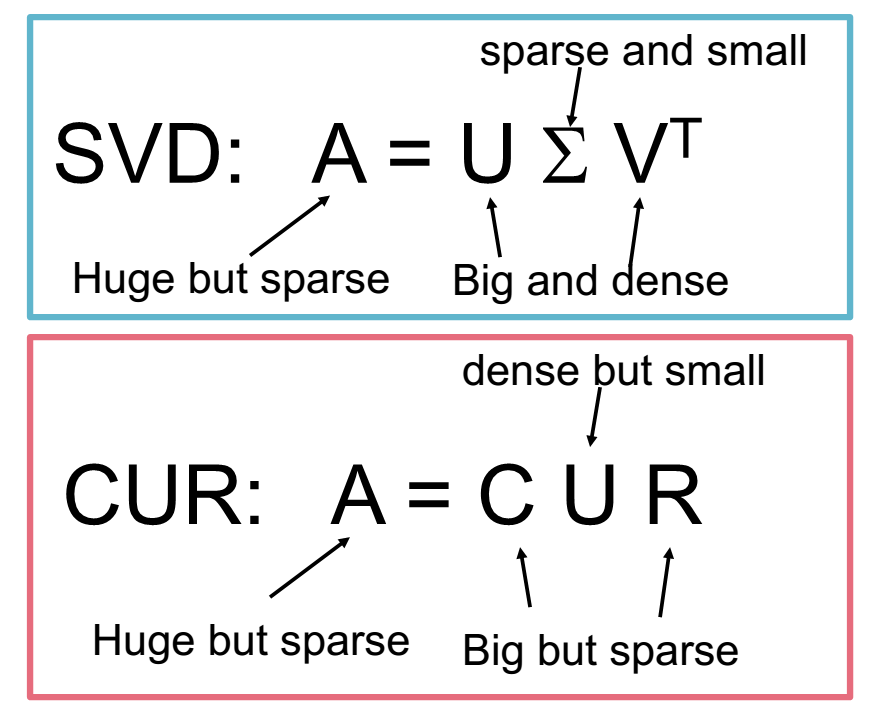 sparse and small
SVD: A = U Σ Vᵀ
Huge but sparse
Big and dense
dense but small
CUR: A = C U R
Huge but sparse
Big but sparse